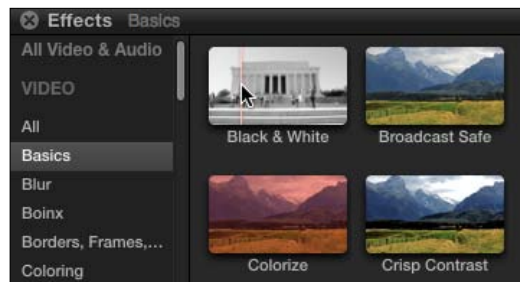 Effects Basics
All Video & Audio
VIDEO
All
Basics
Blur
Boinx
Borders, Frames,...
Coloring
Black & White
Broadcast Safe
Colorize
Crisp Contrast